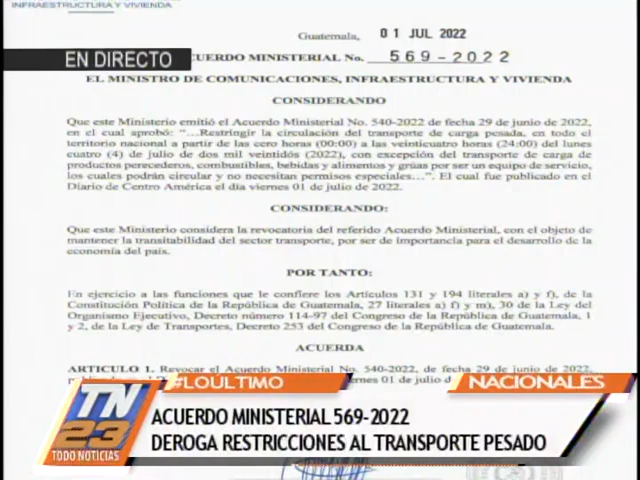 INFRAESTRUCTURA Y VIVIENDA
Guatemala, 01 JUL 2022
EN DIRECTO
ACUERDO MINISTERIAL No. 569-2022
EL MINISTRO DE COMUNICACIONES, INFRAESTRUCTURA Y VIVIENDA
CONSIDERANDO
Que este Ministerio emitió el Acuerdo Ministerial No. 540-2022 de fecha 29 de junio de 2022,
en el cual aprobó: “...Restringir la circulación del transporte de carga pesada, en todo el
territorio nacional a partir de las cero horas (00:00) a las veinticuatro horas (24:00) del lunes
cuatro (4) de julio de dos mil veintidós (2022), con excepción del transporte de carga de
productos perecederos, combustibles, bebidas y alimentos y grúas por ser un equipo de servicio,
los cuales podrán circular y no necesitan permisos especiales...”. El cual fue publicado en el
Diario de Centro América el día viernes 01 de julio de 2022.
CONSIDERANDO:
Que este Ministerio considera la revocatoria del referido Acuerdo Ministerial, con el objeto de
mantener la transitabilidad del sector transporte, por ser de importancia para el desarrollo de la
economía del país.
POR TANTO:
En ejercicio a las funciones que le confiere los Artículos 131 y 194 literales a) y f), de la
Constitución Política de la República de Guatemala, 27 literales a) f) y m), 30 de la Ley del
Organismo Ejecutivo, Decreto número 114-97 del Congreso de la República de Guatemala, 1
y 2, de la Ley de Transportes, Decreto 253 del Congreso de la República de Guatemala.
ACUERDA
ARTICULO 1. Revocar el Acuerdo Ministerial No. 540-2022, de fecha 29 de junio de 2022,
viernes 01 de julio d
#LOÚLTIMO
NACIONALES
TN
23
TODO NOTICIAS
ACUERDO MINISTERIAL 569-2022
DEROGA RESTRICCIONES AL TRANSPORTE PESADO